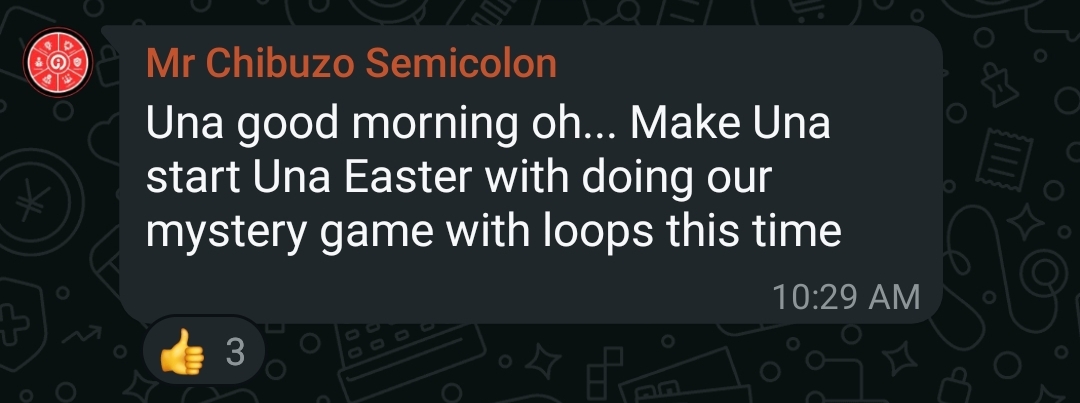 Mr Chibuzo Semicolon
Una good morning oh... Make Una
start Una Easter with doing our
mystery game with loops this time
10:29 AM
👍 3